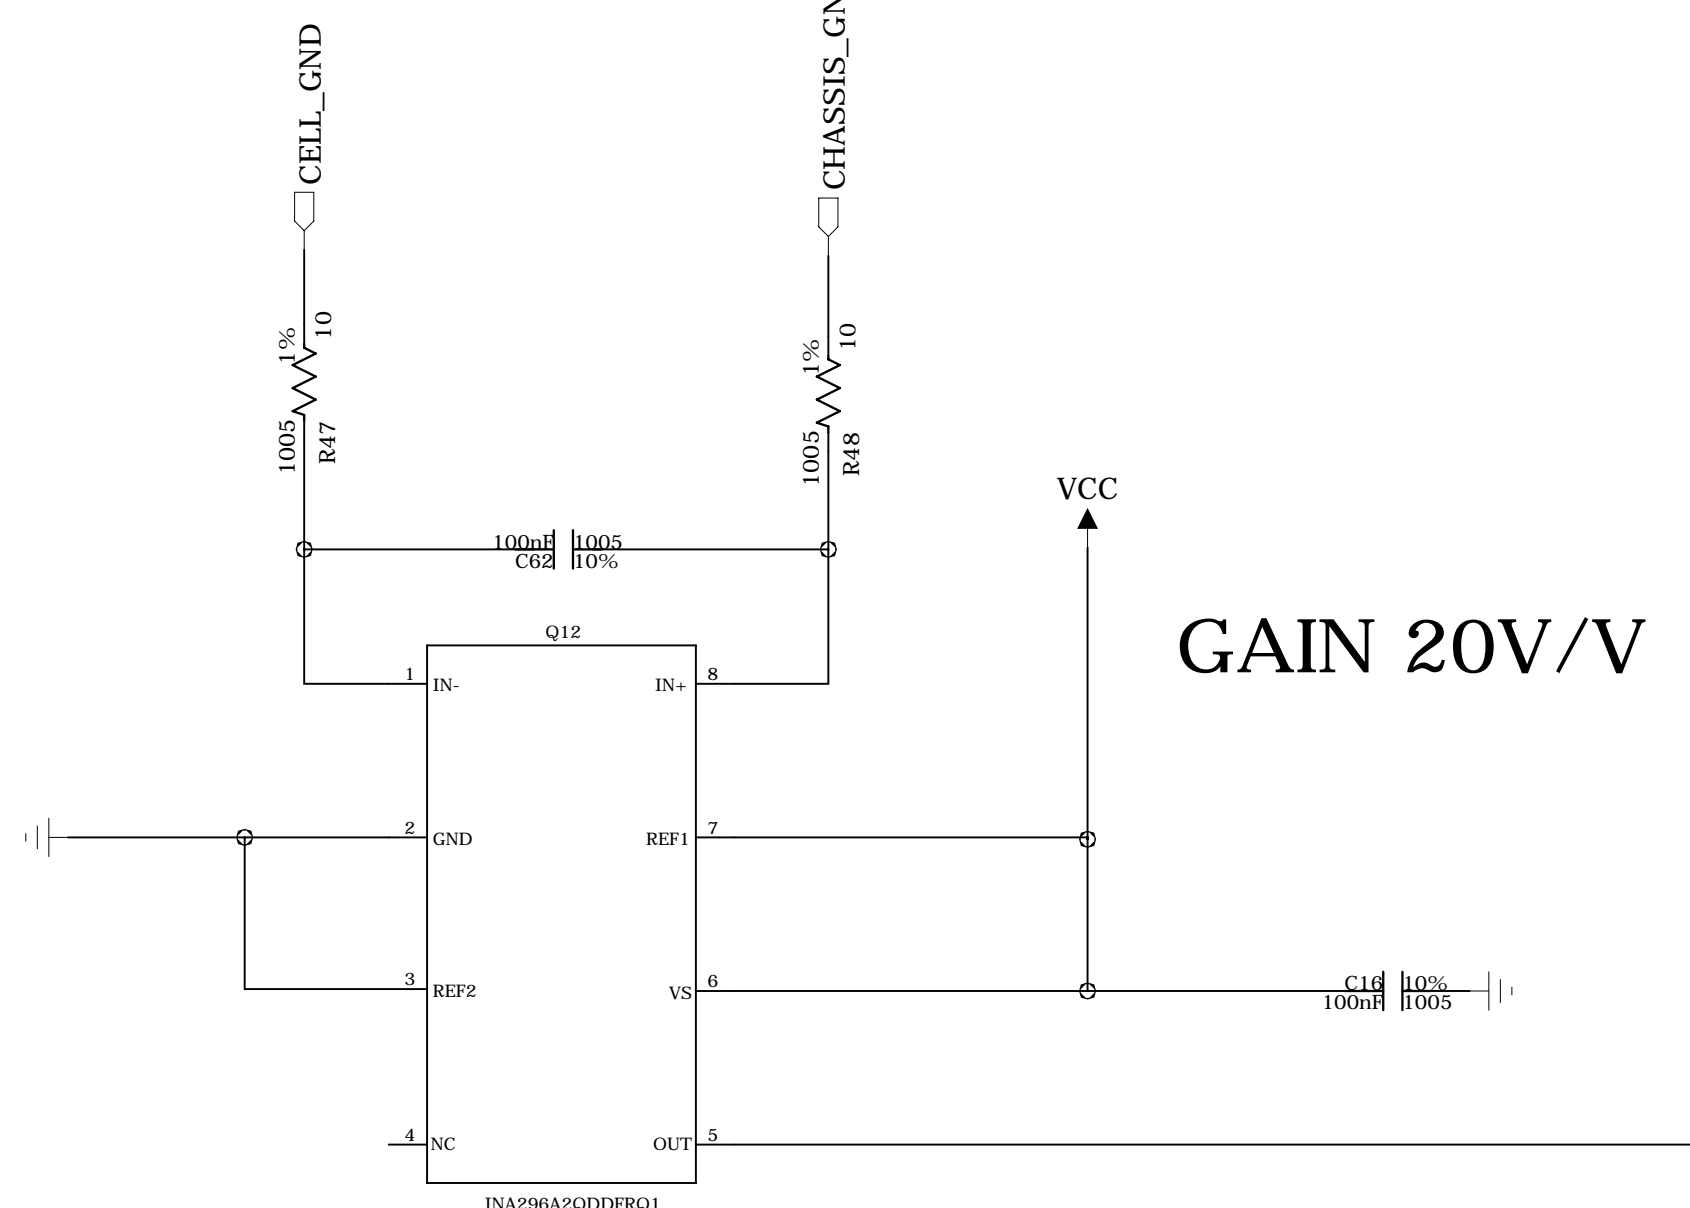 CELL_GND
CHASSIS_GN
1%
10
1005
R47
1%
10
1005
R48
VCC
100nF
1005
C62
10%
GAIN 20V/V
Q12
1
IN-
IN+
8
2
GND
REF1
7
3
REF2
VS
6
C16
10%
100nF
1005
4
NC
OUT
5
INA296A2QDDFRQ1